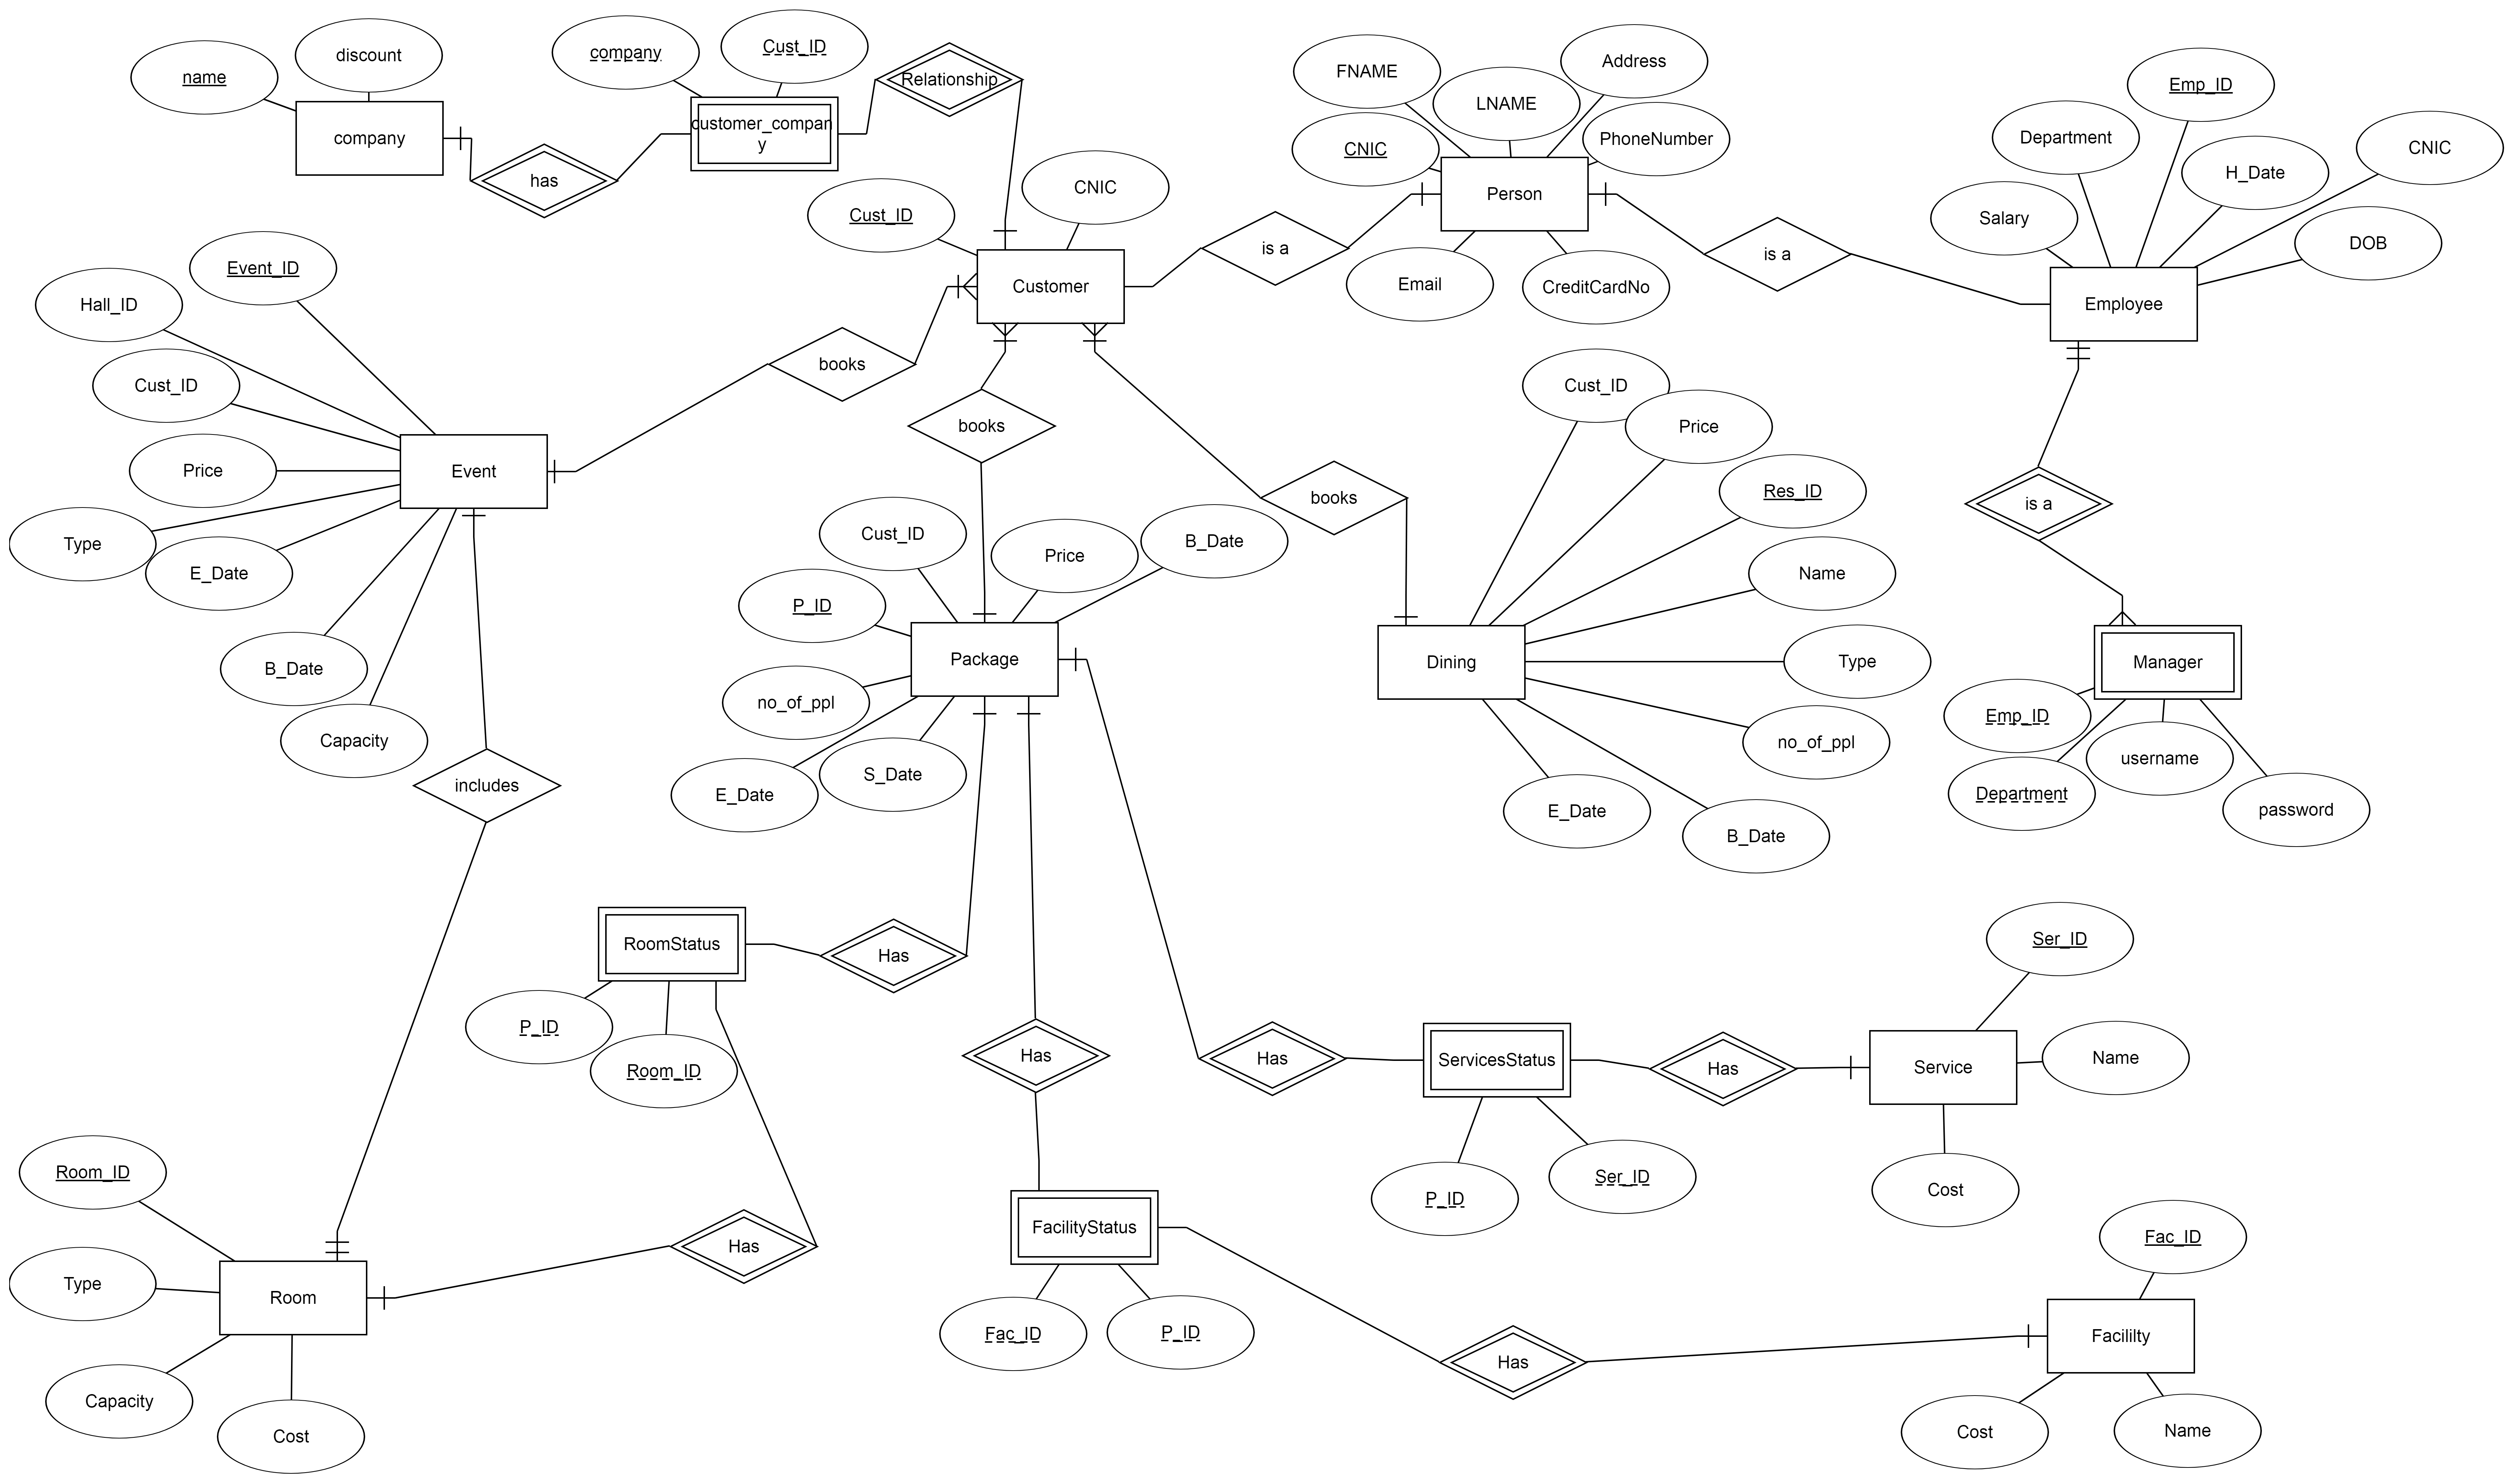 name
discount
company
has
company
Cust_ID
customer_compan
y
Relationship
Cust_ID
CNIC
Customer
is a
FNAME
LNAME
Address
CNIC
PhoneNumber
Person
Email
CreditCardNo
is a
Emp_ID
Department
H_Date
CNIC
Salary
DOB
Employee
is a
Manager
Emp_ID
Department
username
password
Event_ID
Hall_ID
Cust_ID
Price
Type
E_Date
B_Date
Capacity
Event
books
books
books
includes
Cust_ID
Price
B_Date
P_ID
Package
no_of_ppl
E_Date
S_Date
Cust_ID
Price
Res_ID
Name
Type
no_of_ppl
B_Date
E_Date
Dining
RoomStatus
Has
P_ID
Room_ID
Has
Has
ServicesStatus
Has
P_ID
Ser_ID
Ser_ID
Service
Name
Cost
Room_ID
Type
Room
Capacity
Cost
Has
FacilityStatus
Fac_ID
P_ID
Has
Fac_ID
Facililty
Cost
Name